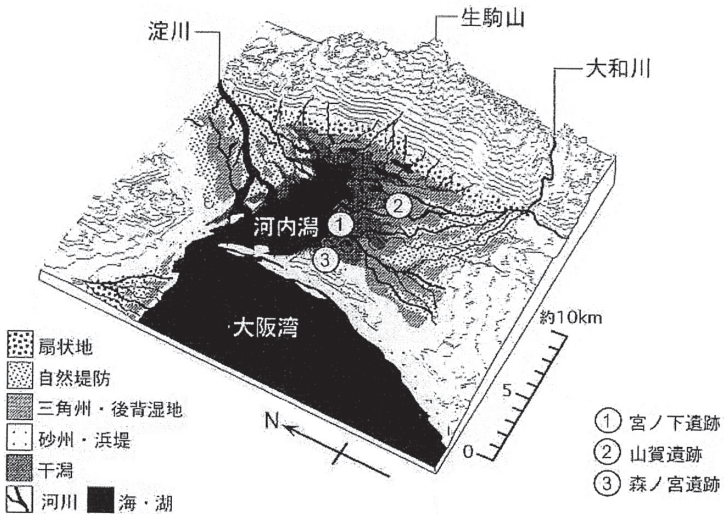 生駒山
淀川
大和川
②
河内潟
①
③
・大阪湾
約10km
5
0
N
扇状地
自然堤防
三角州・後背湿地
砂州・浜堤
干潟
河川 海・湖
① 宮ノ下遺跡
② 山賀遺跡
③ 森ノ宮遺跡